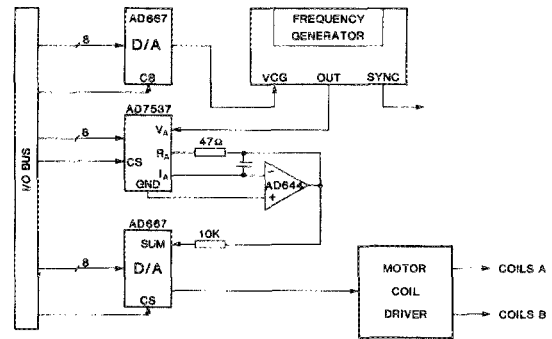 AD667
8
D/A
CS
FREQUENCY
GENERATOR
VCG OUT SYNC
AD7537
8
VA
47Ω
RA
CS
IA
GND
−
AD644
+
I/O BUS
AD667
SUM
10K
8
D/A
CS
MOTOR
COIL
DRIVER
COILS A
COILS B